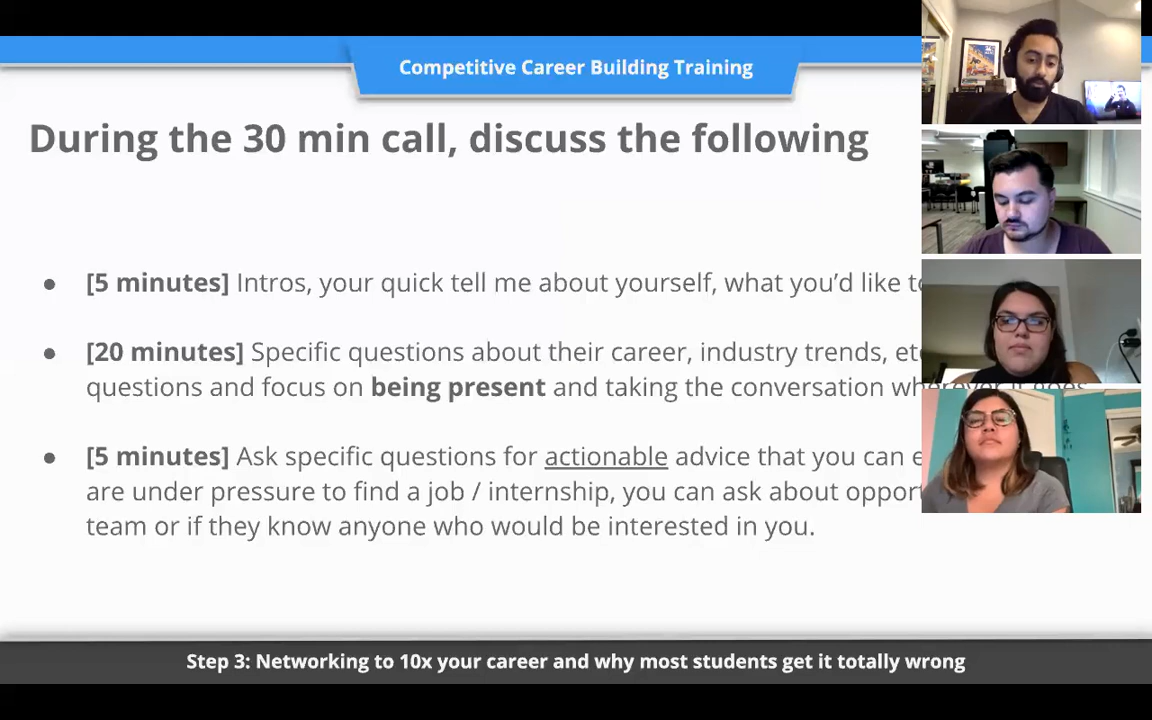 Competitive Career Building Training
During the 30 min call, discuss the following
● [5 minutes] Intros, your quick tell me about yourself, what you'd like
● [20 minutes] Specific questions about their career, industry trends,
questions and focus on being present and taking the conversation wherever it goes
● [5 minutes] Ask specific questions for actionable advice that you can
are under pressure to find a job / internship, you can ask about
team or if they know anyone who would be interested in you.
Step 3: Networking to 10x your career and why most students get it totally wrong